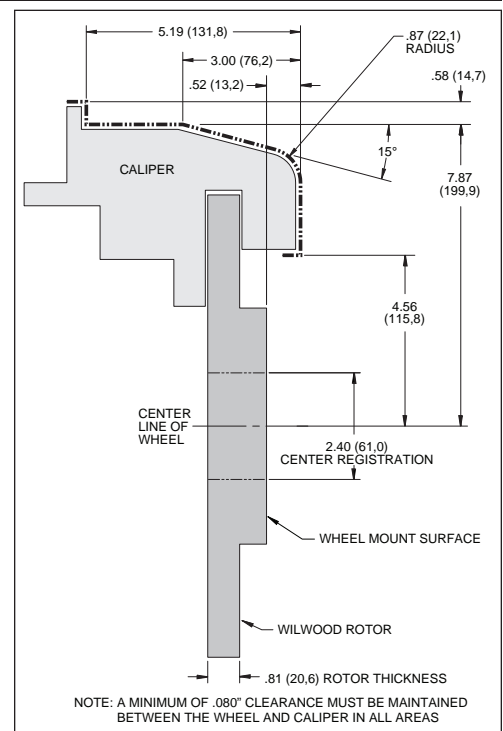 5.19 (131,8)
.87 (22,1)
RADIUS
3.00 (76,2)
.52 (13,2)
.58 (14,7)
15°
CALIPER
7.87
(199,9)
4.56
(115,8)
CENTER
LINE OF
WHEEL
2.40 (61,0)
CENTER REGISTRATION
WHEEL MOUNT SURFACE
WILWOOD ROTOR
.81 (20,6) ROTOR THICKNESS
NOTE: A MINIMUM OF .080" CLEARANCE MUST BE MAINTAINED
BETWEEN THE WHEEL AND CALIPER IN ALL AREAS